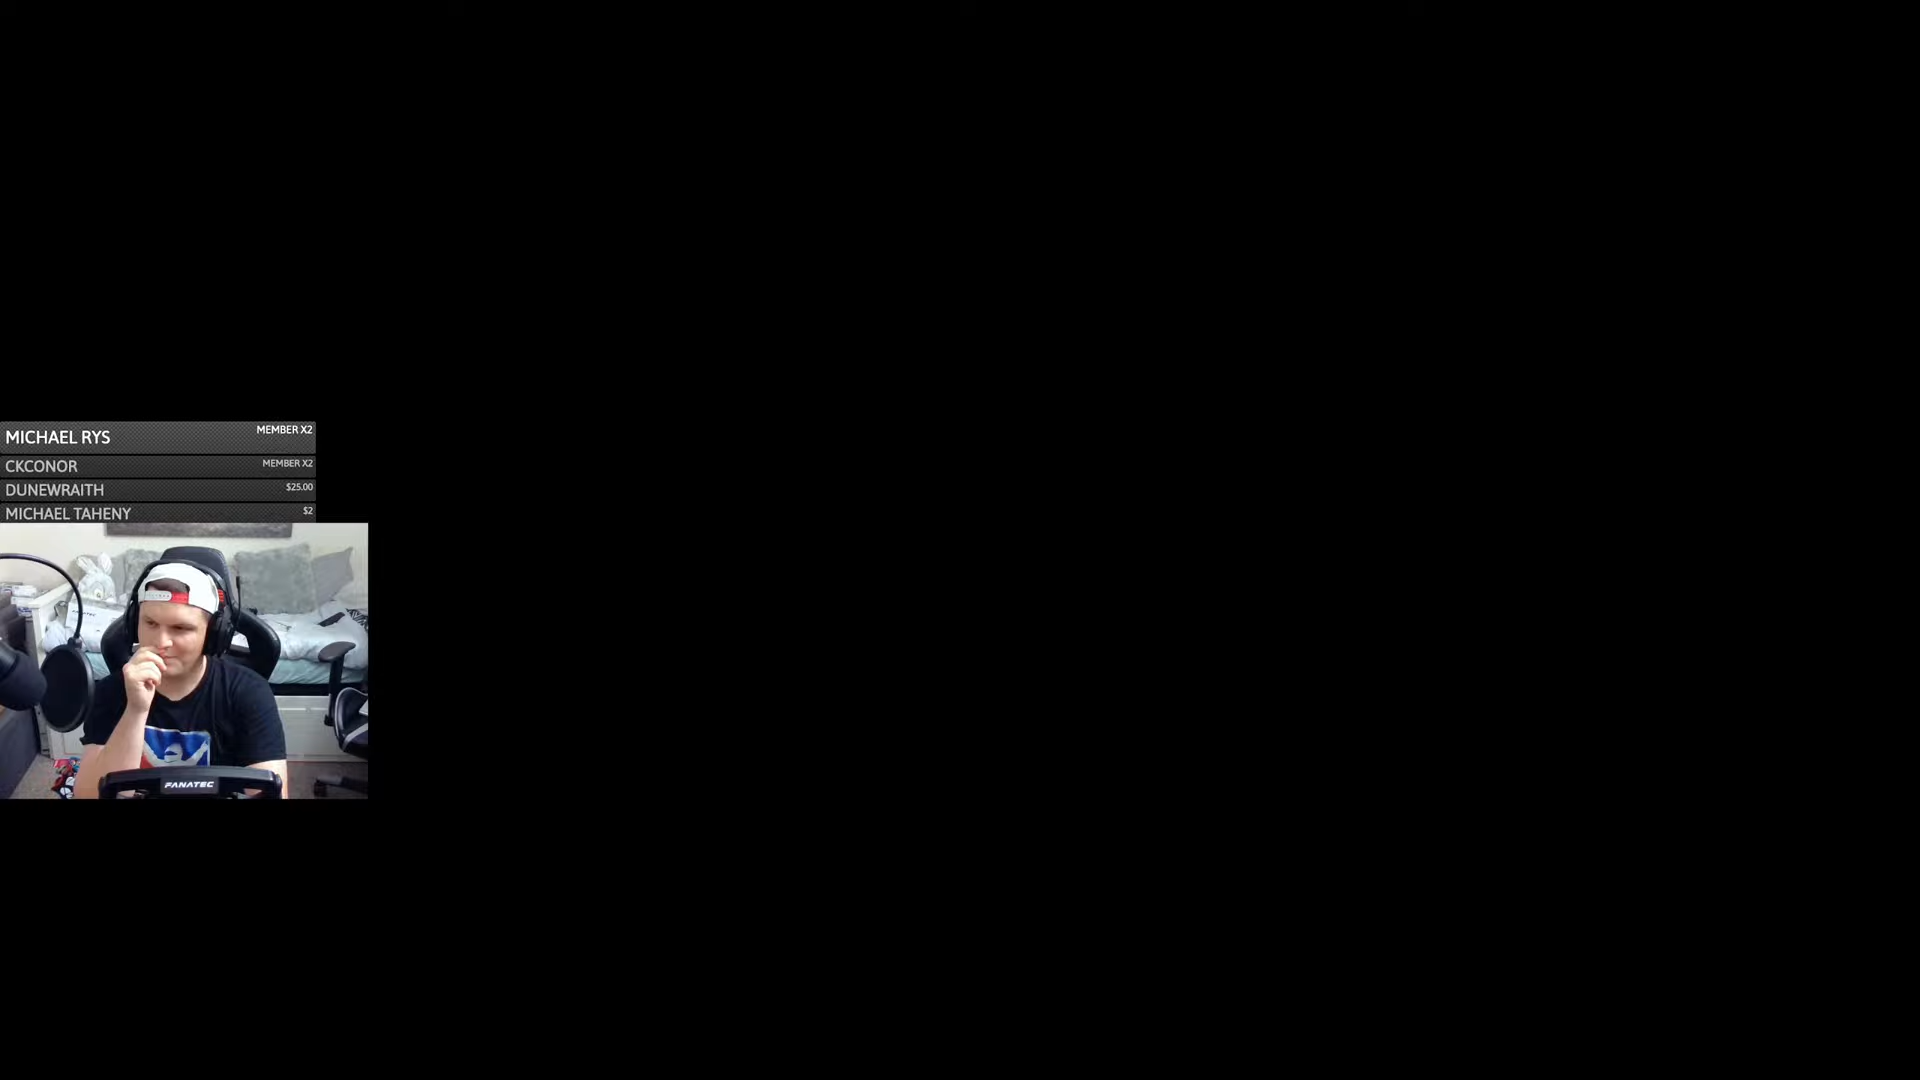 MICHAEL RYS MEMBER X2
CKCONOR MEMBER X2
DUNEWRAITH $25.00
MICHAEL TAHENY $2
FANATEC